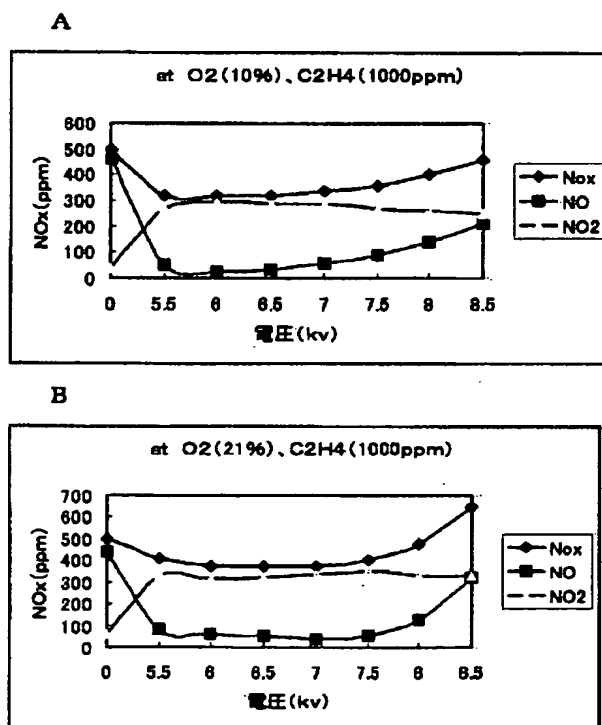 A
at O2(10%)、C2H4(1000ppm)
600
500
400
300
200
100
0
NOx(ppm)
0 5.5 6 6.5 7 7.5 8 8.5
電圧(kv)
Nox
NO
NO2
B
at O2(21%)、C2H4(1000ppm)
700
600
500
400
300
200
100
0
NOx(ppm)
0 5.5 6 6.5 7 7.5 8 8.5
電圧(kv)
Nox
NO
NO2